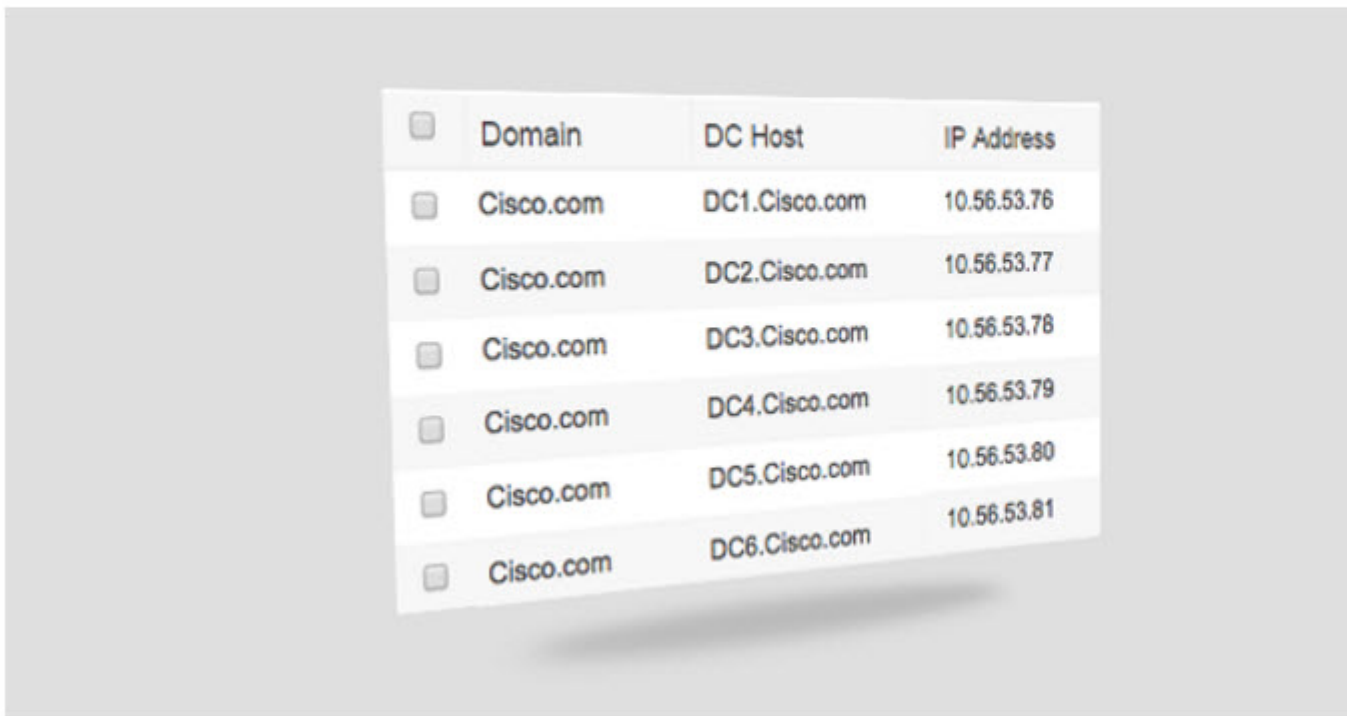 Domain DC Host IP Address
Cisco.com DC1.Cisco.com 10.56.53.76
Cisco.com DC2.Cisco.com 10.56.53.77
Cisco.com DC3.Cisco.com 10.56.53.78
Cisco.com DC4.Cisco.com 10.56.53.79
Cisco.com DC5.Cisco.com 10.56.53.80
Cisco.com DC6.Cisco.com 10.56.53.81